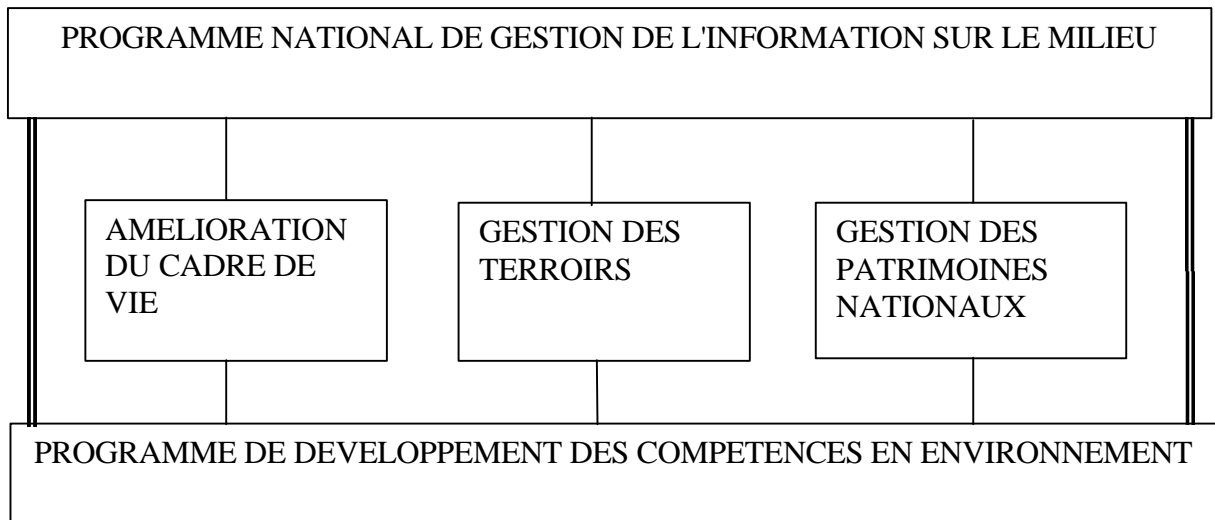 PROGRAMME NATIONAL DE GESTION DE L'INFORMATION SUR LE MILIEU
AMELIORATION
DU CADRE DE
VIE
GESTION DES
TERROIRS
GESTION DES
PATRIMOINES
NATIONAUX
PROGRAMME DE DEVELOPPEMENT DES COMPETENCES EN ENVIRONNEMENT